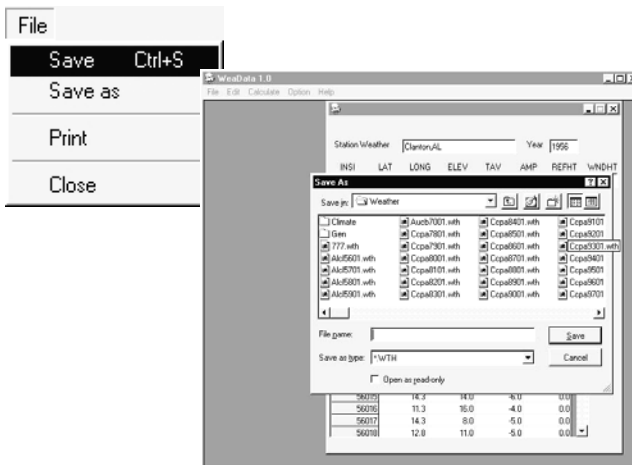 File
Save Ctrl+S
Save as
Print
Close
WeaData 1.0
File Edit Calculate Option Help
Station Weather Clanton,AL Year 1956
INSI LAT LONG ELEV TAV AMP REFHT WNDHT
Save As
Save in: Weather
Climate Aucb7001.wth Ccpa8401.wth Ccpa9101
Gen Ccpa7801.wth Ccpa8501.wth Ccpa9201
777.wth Ccpa7901.wth Ccpa8601.wth Ccpa9301.wth
Alcl5601.wth Ccpa8001.wth Ccpa8701.wth Ccpa9401
Alcl5701.wth Ccpa8101.wth Ccpa8801.wth Ccpa9501
Alcl5801.wth Ccpa8201.wth Ccpa8901.wth Ccpa9601
Alcl5901.wth Ccpa8301.wth Ccpa9001.wth Ccpa9701
File name: Save
Save as type: *.WTH Cancel
Open as read-only
56015 14.3 14.0 -6.0 0.0
56016 11.3 16.0 -4.0 0.0
56017 14.3 8.0 -5.0 0.0
56018 12.8 11.0 -5.0 0.0